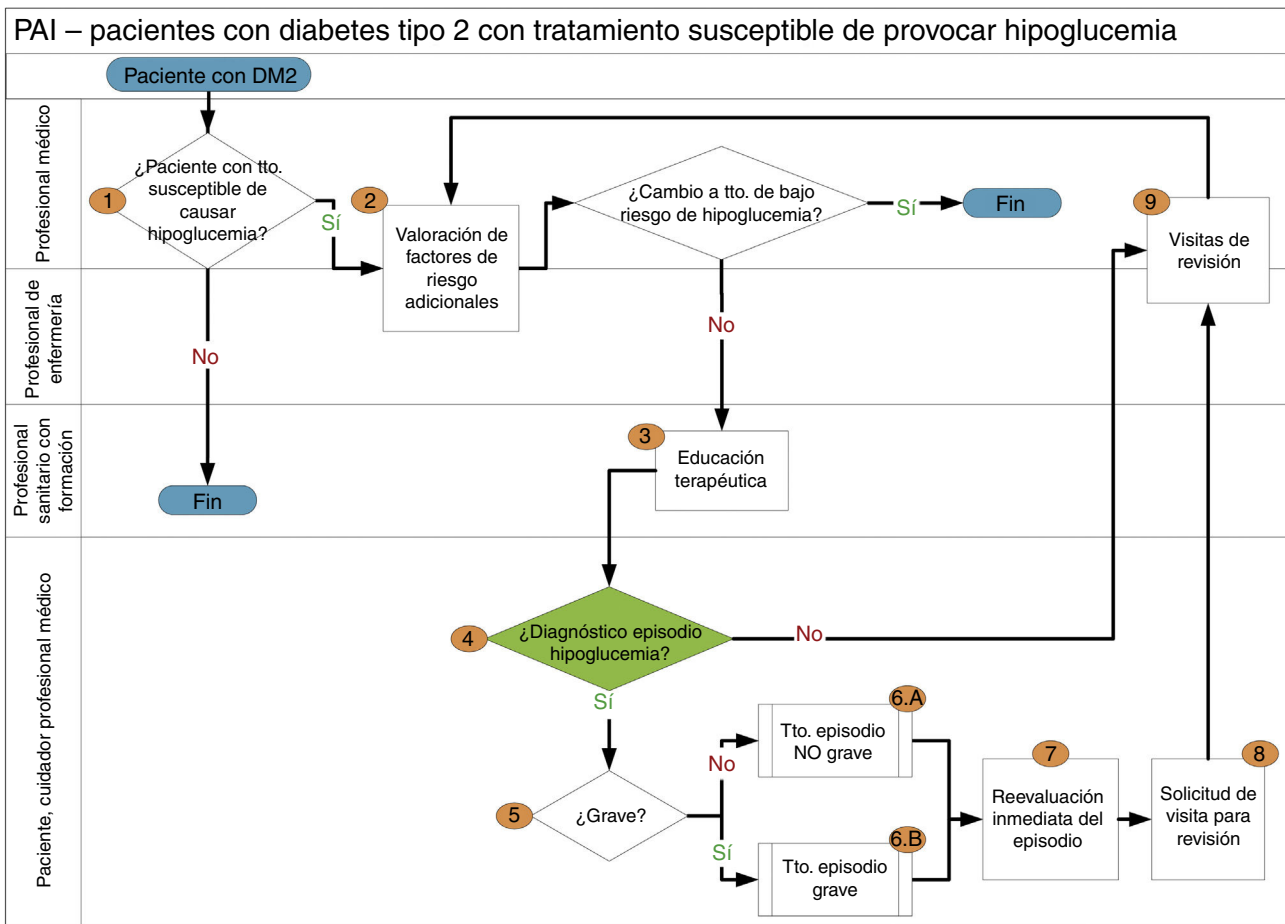 PAI – pacientes con diabetes tipo 2 con tratamiento susceptible de provocar hipoglucemia
Paciente con DM2
Profesional médico
1
¿Paciente con tto.
susceptible de
causar
hipoglucemia?
Sí
2
Valoración de
factores de
riesgo
adicionales
¿Cambio a tto. de bajo
riesgo de hipoglucemia?
Sí
Fin
9
Visitas de
revisión
Profesional de
enfermería
No
No
Profesional
sanitario con
formación
Fin
3
Educación
terapéutica
Paciente, cuidador profesional médico
4
¿Diagnóstico episodio
hipoglucemia?
No
Sí
5
¿Grave?
No
6.A
Tto. episodio
NO grave
Sí
6.B
Tto. episodio
grave
7
Reevaluación
inmediata del
episodio
8
Solicitud de
visita para
revisión